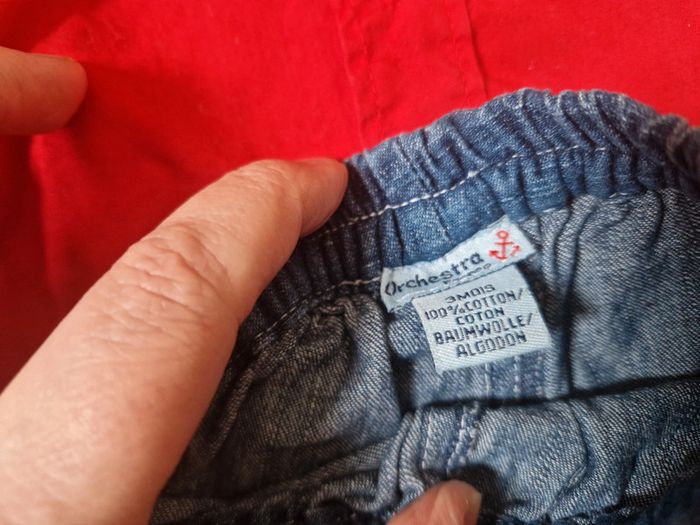 Orchestra
3MOIS
100%COTTON/
COTON
BAUMWOLLE/
ALGODON